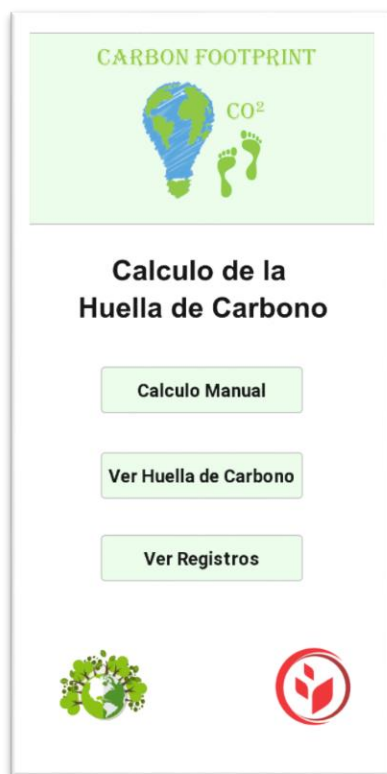 CARBON FOOTPRINT
CO²
Calculo de la
Huella de Carbono
Calculo Manual
Ver Huella de Carbono
Ver Registros